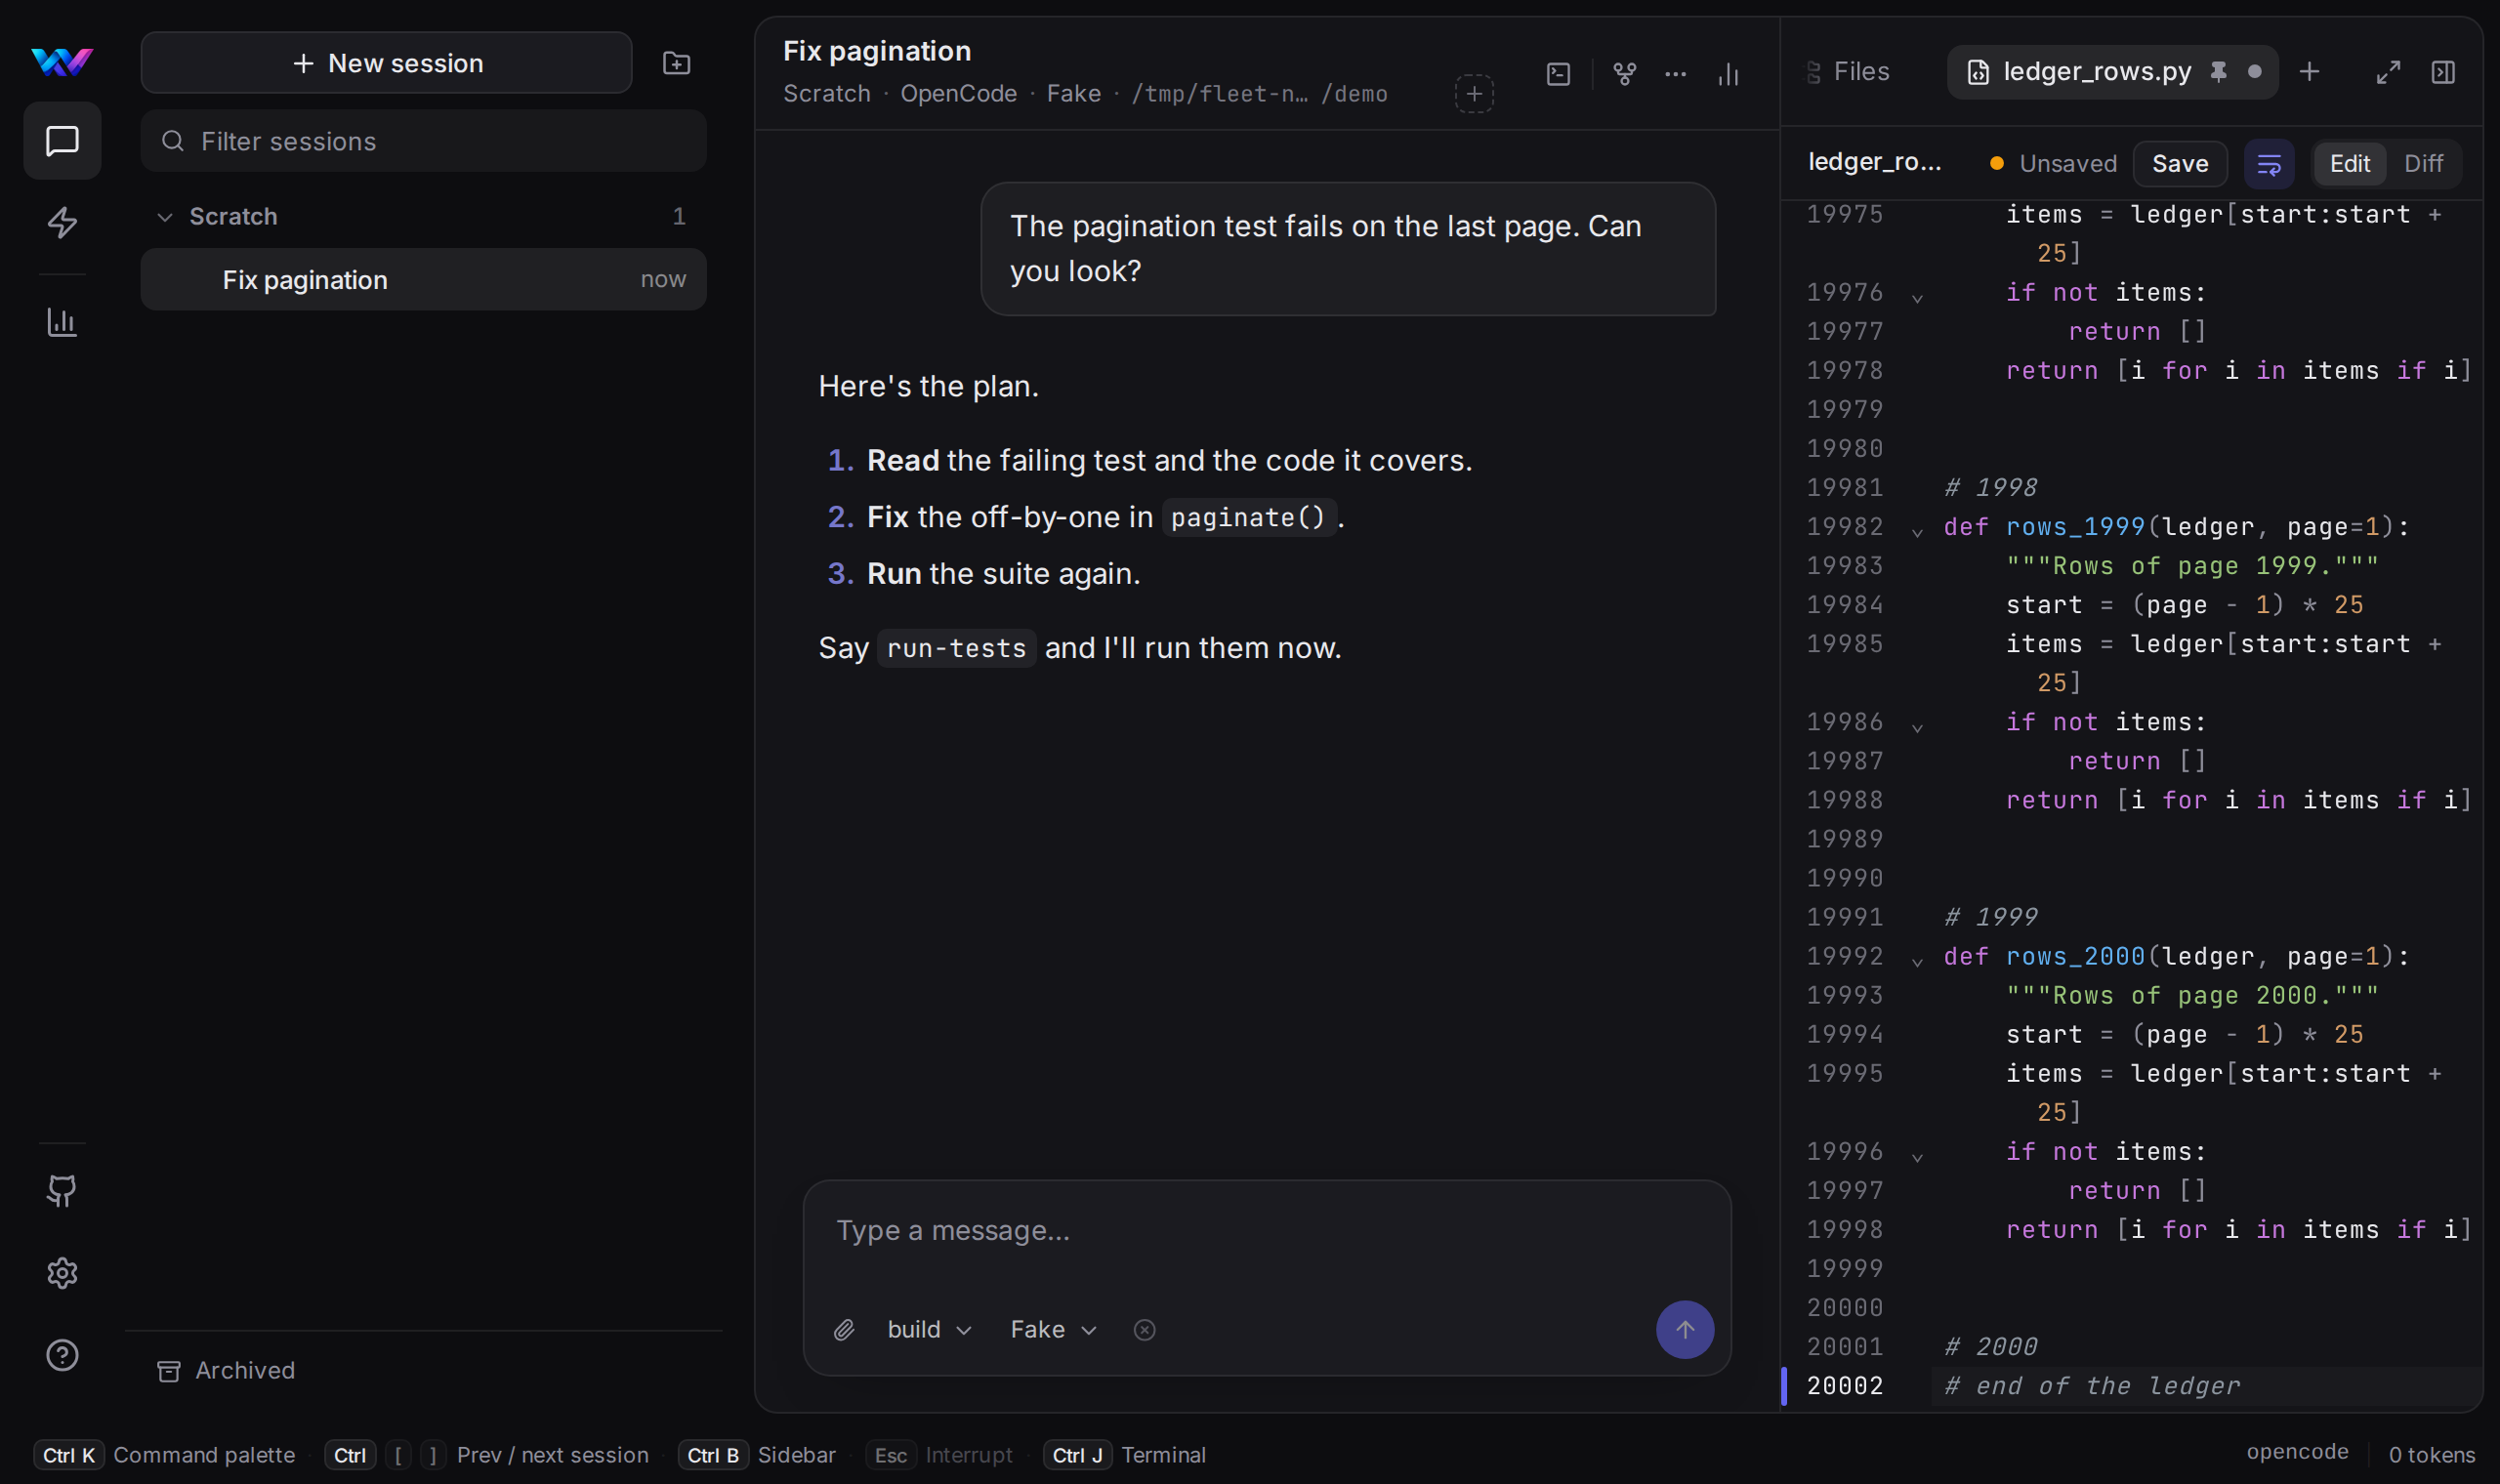 New session
Filter sessions
Scratch 1
Fix pagination now
Archived
Fix pagination
Scratch · OpenCode · Fake · /tmp/fleet-n… /demo
The pagination test fails on the last page. Can
you look?
Here's the plan.
1. Read the failing test and the code it covers.
2. Fix the off-by-one in paginate().
3. Run the suite again.
Say run-tests and I'll run them now.
Type a message...
build Fake
Files ledger_rows.py
ledger_ro... Unsaved Save Edit Diff
19975 items = ledger[start:start +
25]
19976 if not items:
19977 return []
19978 return [i for i in items if i]
19979
19980
19981 # 1998
19982 def rows_1999(ledger, page=1):
19983 """Rows of page 1999."""
19984 start = (page - 1) * 25
19985 items = ledger[start:start +
25]
19986 if not items:
19987 return []
19988 return [i for i in items if i]
19989
19990
19991 # 1999
19992 def rows_2000(ledger, page=1):
19993 """Rows of page 2000."""
19994 start = (page - 1) * 25
19995 items = ledger[start:start +
25]
19996 if not items:
19997 return []
19998 return [i for i in items if i]
19999
20000
20001 # 2000
20002 # end of the ledger
Ctrl K Command palette · Ctrl [ ] Prev / next session · Ctrl B Sidebar · Esc Interrupt · Ctrl J Terminal
opencode 0 tokens